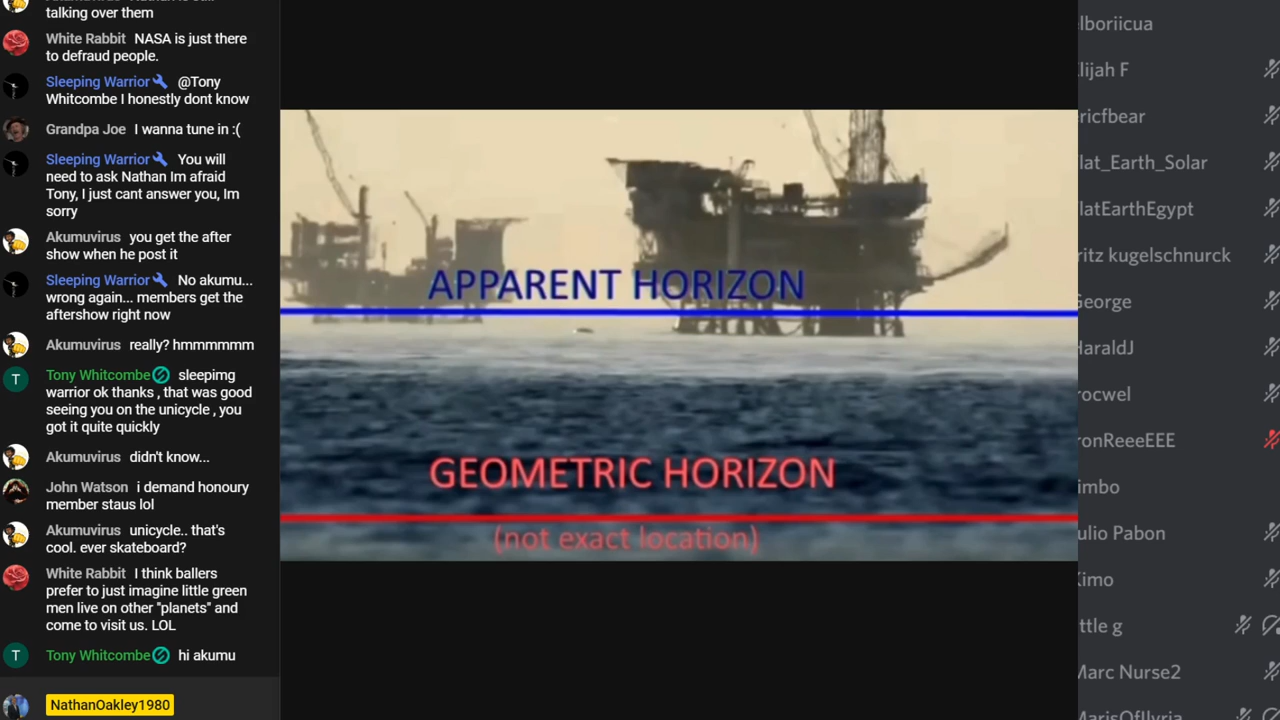 talking over them
White Rabbit NASA is just there
to defraud people.
Sleeping Warrior @Tony
Whitcombe I honestly dont know
Grandpa Joe I wanna tune in :(
Sleeping Warrior You will
need to ask Nathan Im afraid
Tony, I just cant answer you, Im
sorry
Akumuvirus you get the after
show when he post it
Sleeping Warrior No akumu...
wrong again... members get the
aftershow right now
Akumuvirus really? hmmmmmm
T
Tony Whitcombe sleepimg
warrior ok thanks , that was good
seeing you on the unicycle , you
got it quite quickly
Akumuvirus didn't know...
John Watson i demand honoury
member staus lol
Akumuvirus unicycle.. that's
cool. ever skateboard?
White Rabbit I think ballers
prefer to just imagine little green
men live on other "planets" and
come to visit us. LOL
T
Tony Whitcombe hi akumu
NathanOakley1980
APPARENT HORIZON
GEOMETRIC HORIZON
(not exact location)
lboriicua
lijah F
ricfbear
lat_Earth_Solar
latEarthEgypt
ritz kugelschnurck
George
HaraldJ
rocwel
ronReeeEEE
imbo
ulio Pabon
Kimo
ttle g
Marc Nurse2
MarisOfIlyria